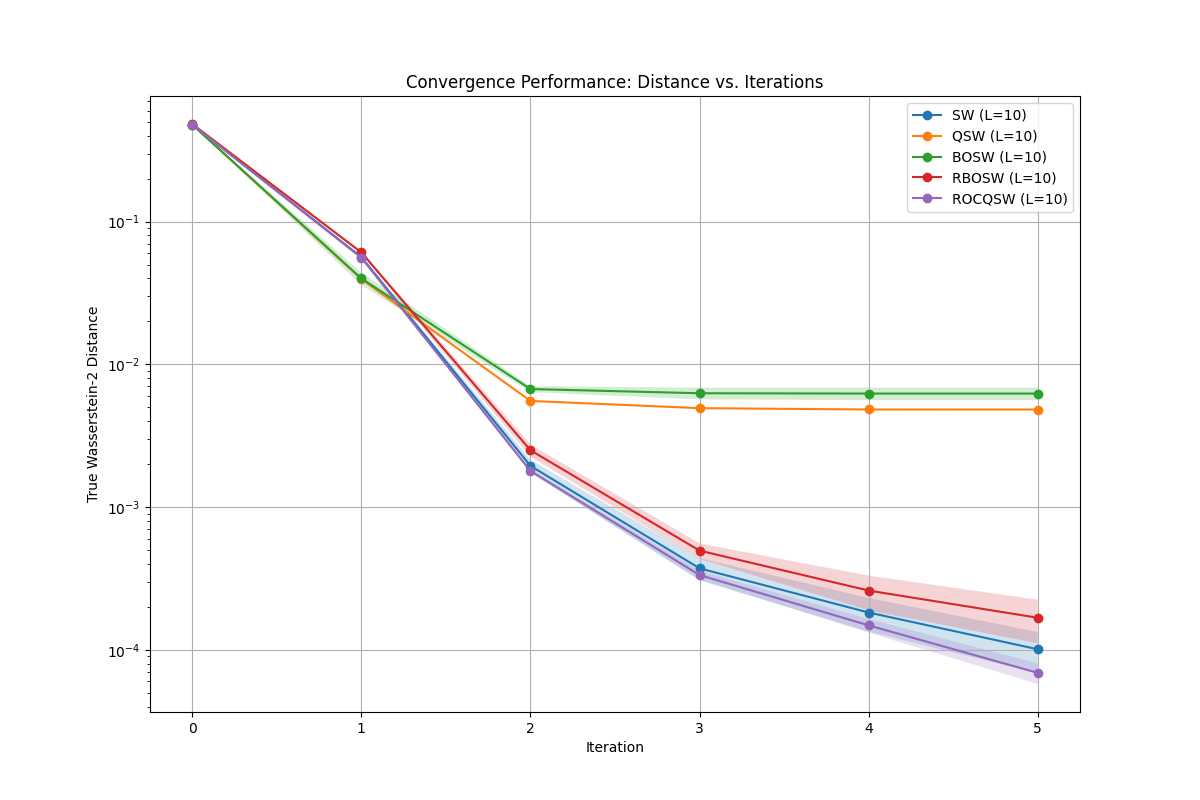 Convergence Performance: Distance vs. Iterations
SW (L=10)
QSW (L=10)
BOSW (L=10)
RBOSW (L=10)
ROCQSW (L=10)
True Wasserstein-2 Distance
10⁻¹
10⁻²
10⁻³
10⁻⁴
0 1 2 3 4 5
Iteration